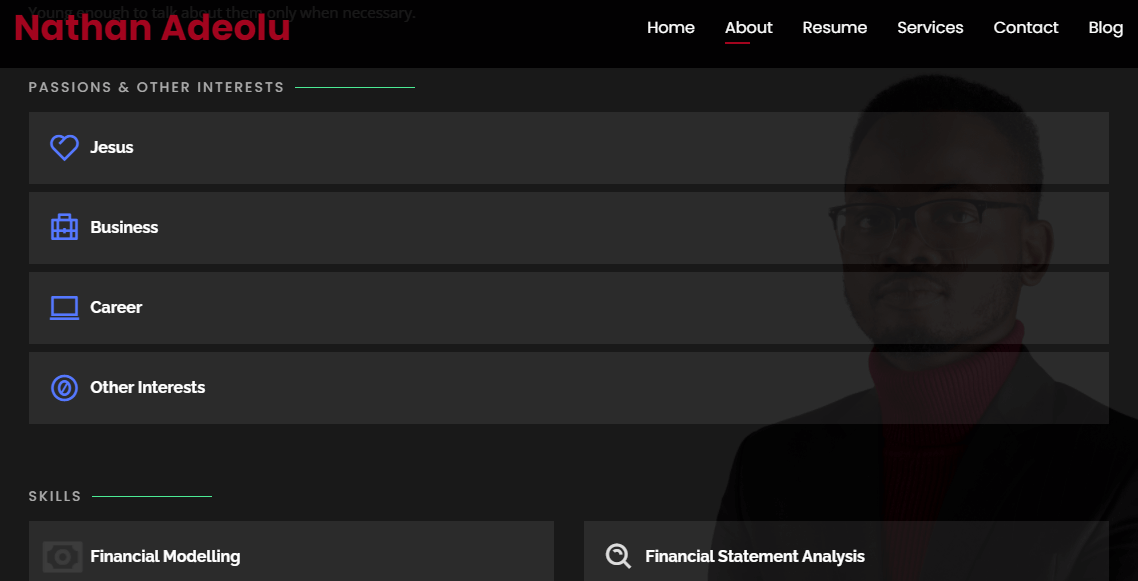 Young enough to talk about them only when necessary.
Nathan Adeolu
Home About Resume Services Contact Blog
PASSIONS & OTHER INTERESTS
Jesus
Business
Career
Other Interests
SKILLS
Financial Modelling
Financial Statement Analysis